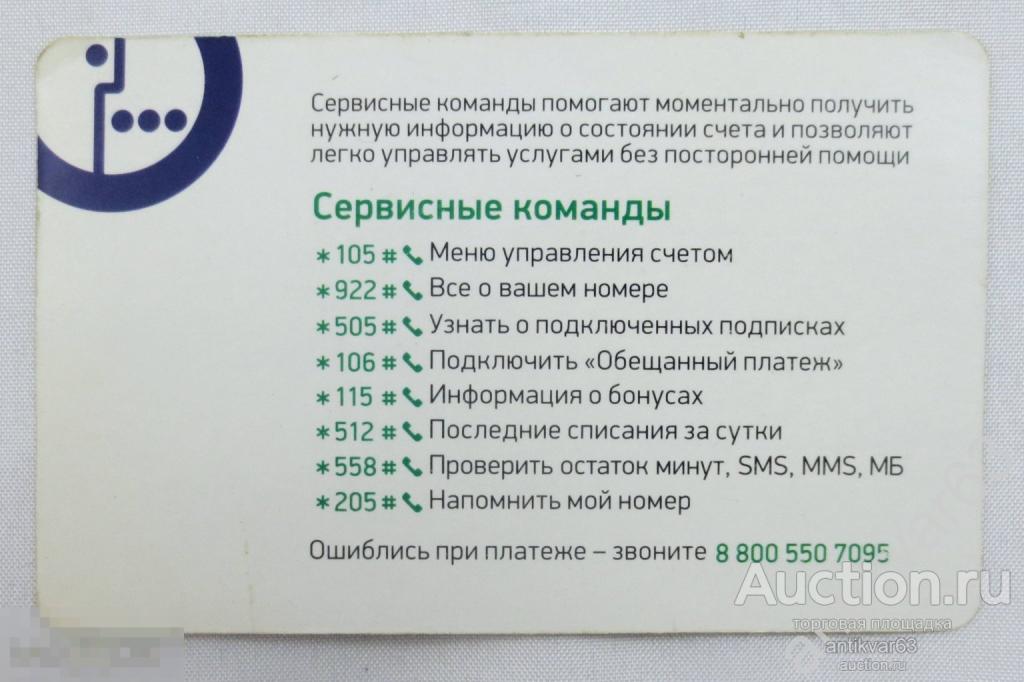 Сервисные команды помогают моментально получить
нужную информацию о состоянии счета и позволяют
легко управлять услугами без посторонней помощи
Сервисные команды
*105# Меню управления счетом
*922# Все о вашем номере
*505# Узнать о подключенных подписках
*106# Подключить «Обещанный платеж»
*115# Информация о бонусах
*512# Последние списания за сутки
*558# Проверить остаток минут, SMS, MMS, МБ
*205# Напомнить мой номер
Ошиблись при платеже – звоните 8 800 550 7095
Auction.ru
торговая площадка
antikvar63
auction.ru